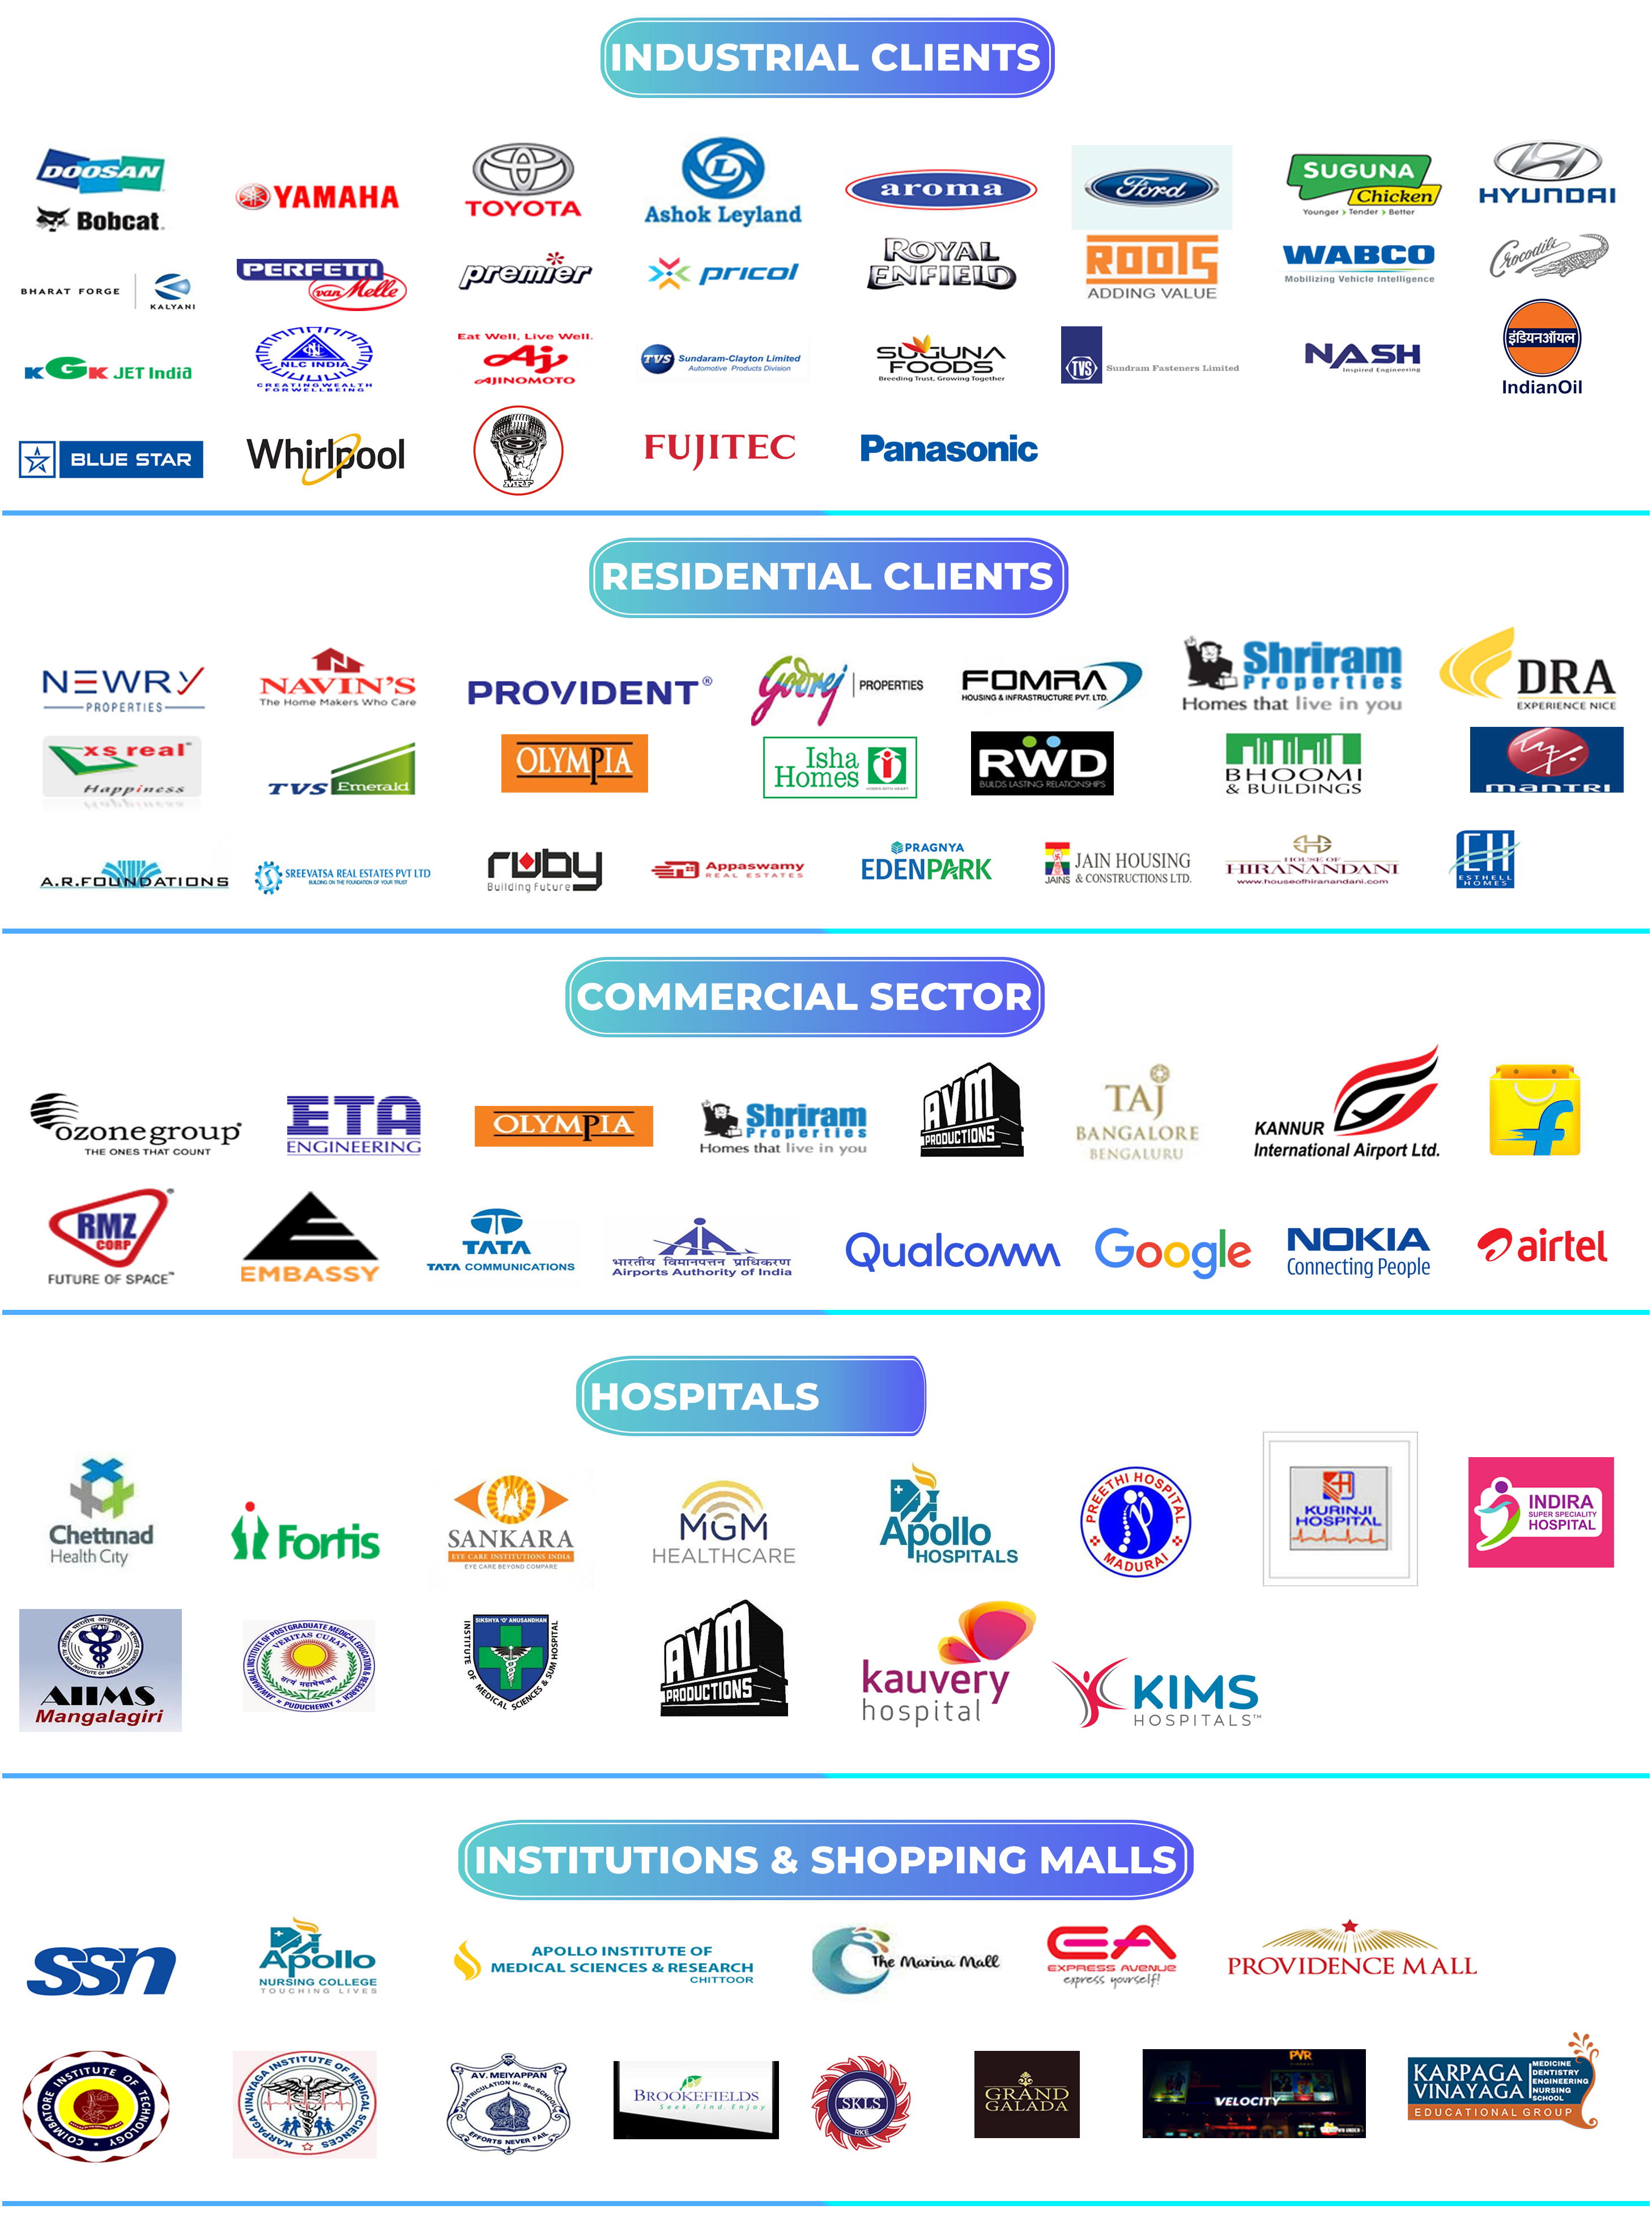 INDUSTRIAL CLIENTS
DOOSAN
Bobcat
YAMAHA
TOYOTA
Ashok Leyland
aroma
Ford
SUGUNA
Chicken
Younger > Tender > Better
HYUNDAI
BHARAT FORGE
KALYANI
PERFETTI
van Melle
premier
pricol
ROYAL
ENFIELD
ROOTS
ADDING VALUE
WABCO
Mobilizing Vehicle Intelligence
Crocodile
KGK JET India
NLC INDIA
CREATING WEALTH
FOR WELLBEING
Eat Well, Live Well.
Aj
AJINOMOTO
TVS
Sundaram-Clayton Limited
Automotive Products Division
SUGUNA
FOODS
Breeding Trust, Growing Together
TVS
Sundram Fasteners Limited
NASH
Inspired Engineering
इंडियनऑयल
IndianOil
BLUE STAR
Whirlpool
MRF
FUJITEC
Panasonic
RESIDENTIAL CLIENTS
NEWRY
PROPERTIES
NAVIN'S
The Home Makers Who Care
PROVIDENT®
Godrej | PROPERTIES
FOMRA
HOUSING & INFRASTRUCTURE PVT. LTD.
Shriram
Properties
Homes that live in you
DRA
EXPERIENCE NICE
xs real
Happiness
TVS Emerald
OLYMPIA
Isha
Homes
RWD
BUILDS LASTING RELATIONSHIPS
BHOOMI
& BUILDINGS
mantri
A.R.FOUNDATIONS
SREEVATSA REAL ESTATES PVT LTD
BUILDING ON THE FOUNDATION OF YOUR TRUST
ruby
Building Future
Appaswamy
REAL ESTATES
PRAGNYA
EDENPARK
JAINS
JAIN HOUSING
& CONSTRUCTIONS LTD.
HOUSE OF
HIRANANDANI
www.houseofhiranandani.com
EH
ESTHELL
HOMES
COMMERCIAL SECTOR
ozonegroup
THE ONES THAT COUNT
ETA
ENGINEERING
OLYMPIA
Shriram
Properties
Homes that live in you
AVM
PRODUCTIONS
TAJ
BANGALORE
BENGALURU
KANNUR
International Airport Ltd.
f
RMZ
CORP
FUTURE OF SPACE™
EMBASSY
TATA
TATA COMMUNICATIONS
भारतीय विमानपत्तन प्राधिकरण
Airports Authority of India
Qualcomm
Google
NOKIA
Connecting People
airtel
HOSPITALS
Chettinad
Health City
Fortis
SANKARA
EYE CARE INSTITUTIONS INDIA
EYE CARE BEYOND COMPARE
MGM
HEALTHCARE
Apollo
HOSPITALS
PREETHI HOSPITAL
MADURAI
KURINJI
HOSPITAL
INDIRA
SUPER SPECIALITY
HOSPITAL
AIIMS
Mangalagiri
JAWAHARLAL INSTITUTE OF POSTGRADUATE MEDICAL EDUCATION & RESEARCH
VERITAS CURAT
PUDUCHERRY
SIKSHYA 'O' ANUSANDHAN
INSTITUTE OF MEDICAL SCIENCES & SUM HOSPITAL
AVM
PRODUCTIONS
kauvery
hospital
KIMS
HOSPITALS™
INSTITUTIONS & SHOPPING MALLS
ssn
Apollo
NURSING COLLEGE
TOUCHING LIVES
APOLLO INSTITUTE OF
MEDICAL SCIENCES & RESEARCH
CHITTOOR
The Marina Mall
EA
EXPRESS AVENUE
express yourself!
PROVIDENCE MALL
COIMBATORE INSTITUTE OF TECHNOLOGY
KARPAGA VINAYAGA INSTITUTE OF MEDICAL SCIENCES
AV. MEIYAPPAN
MATRICULATION Hr. Sec. SCHOOL
EFFORTS NEVER FAIL
BROOKEFIELDS
Seek. Find. Enjoy
SKLS
RKE
GRAND
GALADA
PVR
VELOCITY
KARPAGA
VINAYAGA
MEDICINE
DENTISTRY
ENGINEERING
NURSING
SCHOOL
EDUCATIONAL GROUP